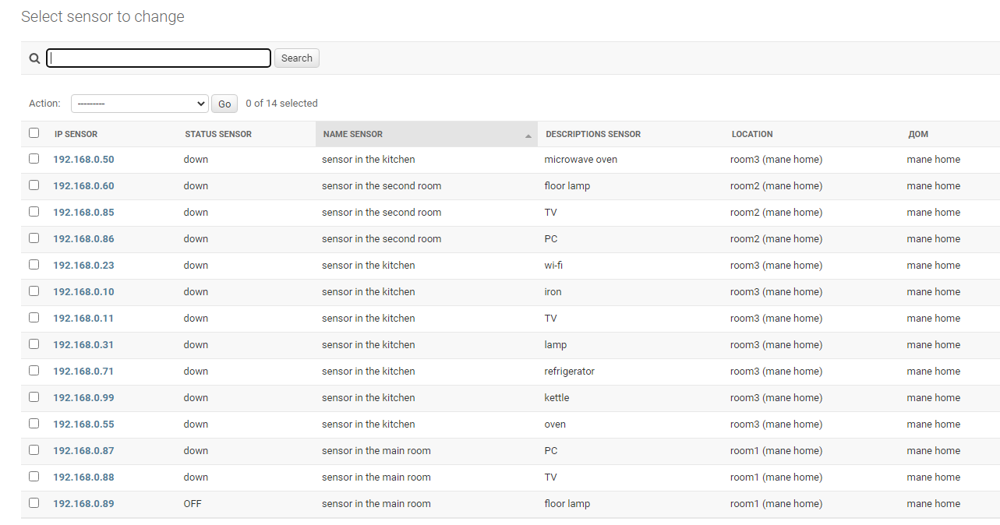 Select sensor to change
Search
Action: --------- Go 0 of 14 selected
IP SENSOR STATUS SENSOR NAME SENSOR DESCRIPTIONS SENSOR LOCATION ДОМ
192.168.0.50 down sensor in the kitchen microwave oven room3 (mane home) mane home
192.168.0.60 down sensor in the second room floor lamp room2 (mane home) mane home
192.168.0.85 down sensor in the second room TV room2 (mane home) mane home
192.168.0.86 down sensor in the second room PC room2 (mane home) mane home
192.168.0.23 down sensor in the kitchen wi-fi room3 (mane home) mane home
192.168.0.10 down sensor in the kitchen iron room3 (mane home) mane home
192.168.0.11 down sensor in the kitchen TV room3 (mane home) mane home
192.168.0.31 down sensor in the kitchen lamp room3 (mane home) mane home
192.168.0.71 down sensor in the kitchen refrigerator room3 (mane home) mane home
192.168.0.99 down sensor in the kitchen kettle room3 (mane home) mane home
192.168.0.55 down sensor in the kitchen oven room3 (mane home) mane home
192.168.0.87 down sensor in the main room PC room1 (mane home) mane home
192.168.0.88 down sensor in the main room TV room1 (mane home) mane home
192.168.0.89 OFF sensor in the main room floor lamp room1 (mane home) mane home